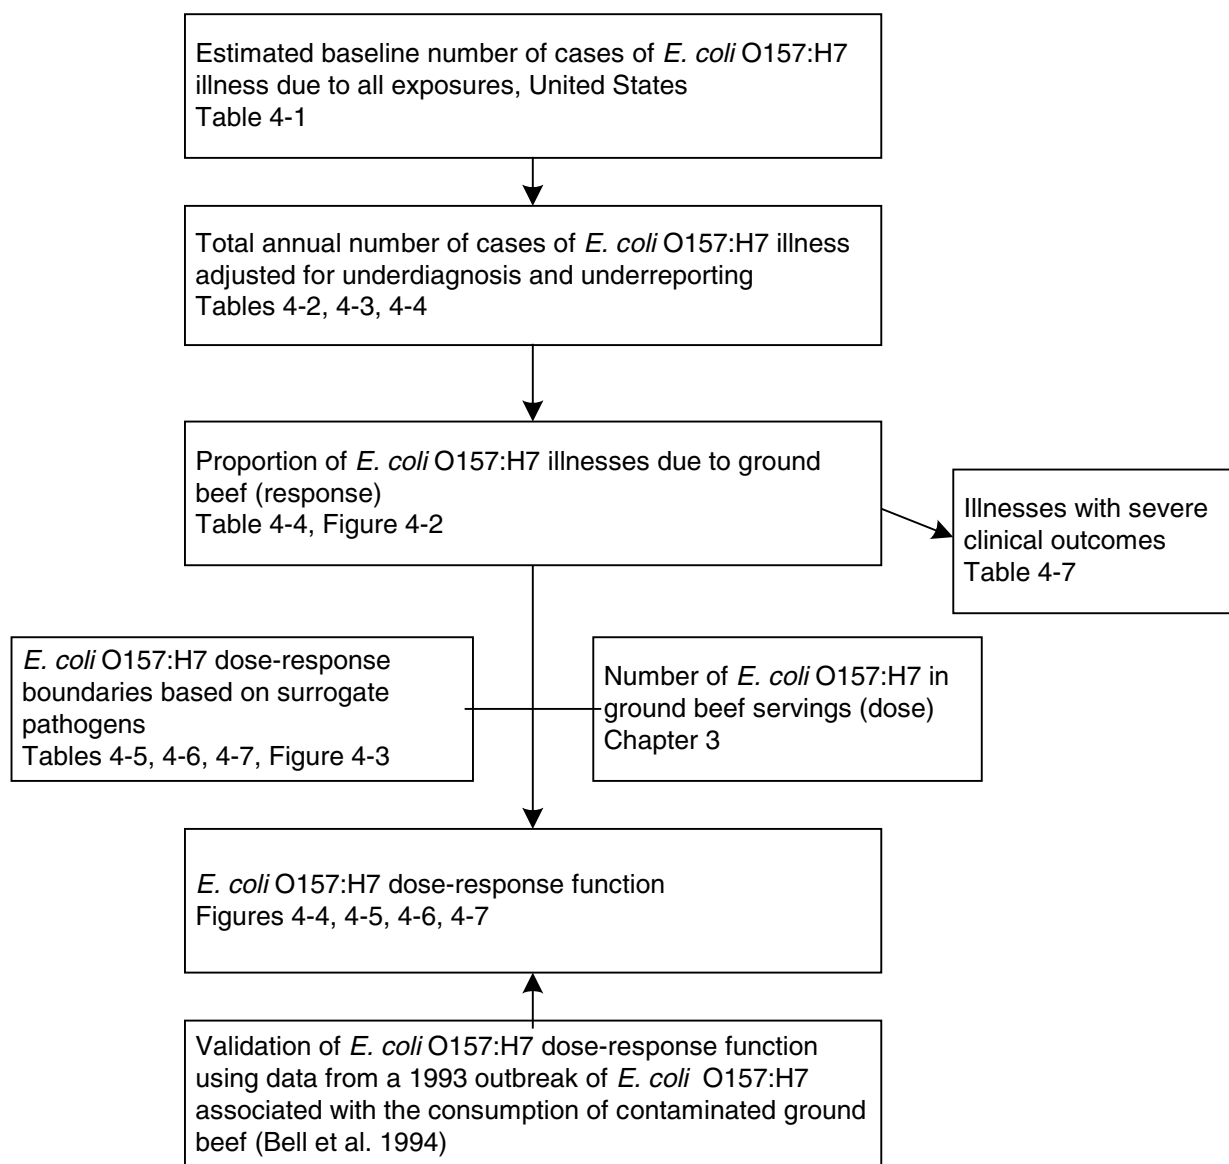 Estimated baseline number of cases of E. coli O157:H7
illness due to all exposures, United States
Table 4-1
Total annual number of cases of E. coli O157:H7 illness
adjusted for underdiagnosis and underreporting
Tables 4-2, 4-3, 4-4
Proportion of E. coli O157:H7 illnesses due to ground
beef (response)
Table 4-4, Figure 4-2
Illnesses with severe
clinical outcomes
Table 4-7
E. coli O157:H7 dose-response
boundaries based on surrogate
pathogens
Tables 4-5, 4-6, 4-7, Figure 4-3
Number of E. coli O157:H7 in
ground beef servings (dose)
Chapter 3
E. coli O157:H7 dose-response function
Figures 4-4, 4-5, 4-6, 4-7
Validation of E. coli O157:H7 dose-response function
using data from a 1993 outbreak of E. coli O157:H7
associated with the consumption of contaminated ground
beef (Bell et al. 1994)